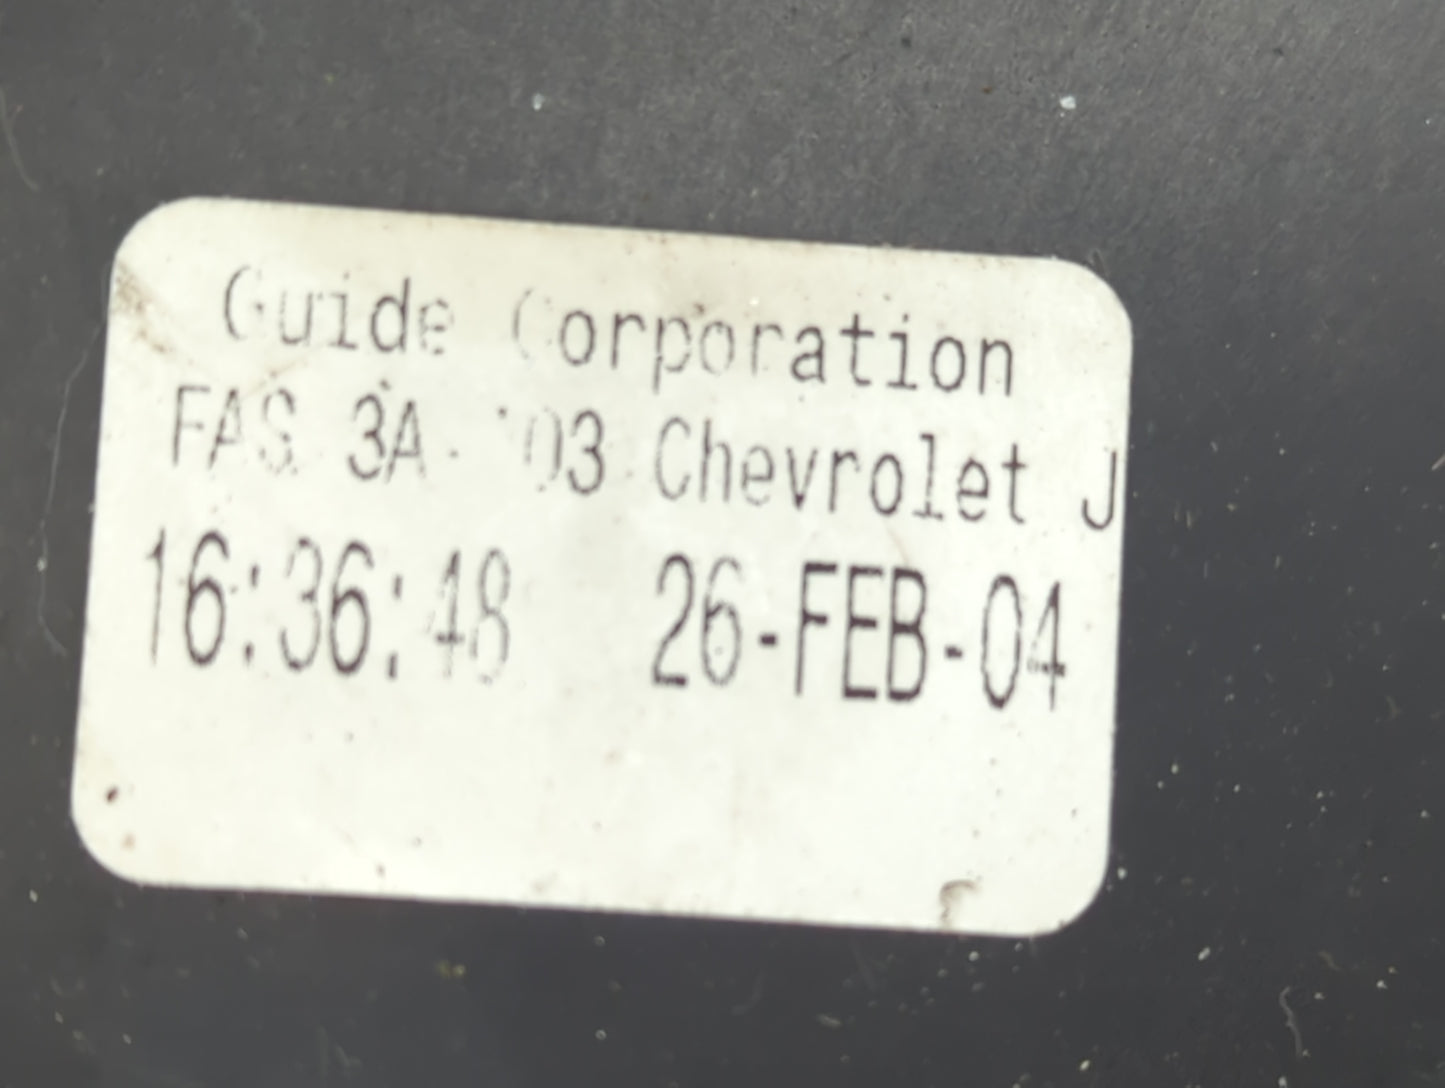 Guide Corporation
FAS 3A- '03 Chevrolet J
16:36:48 26-FEB-04